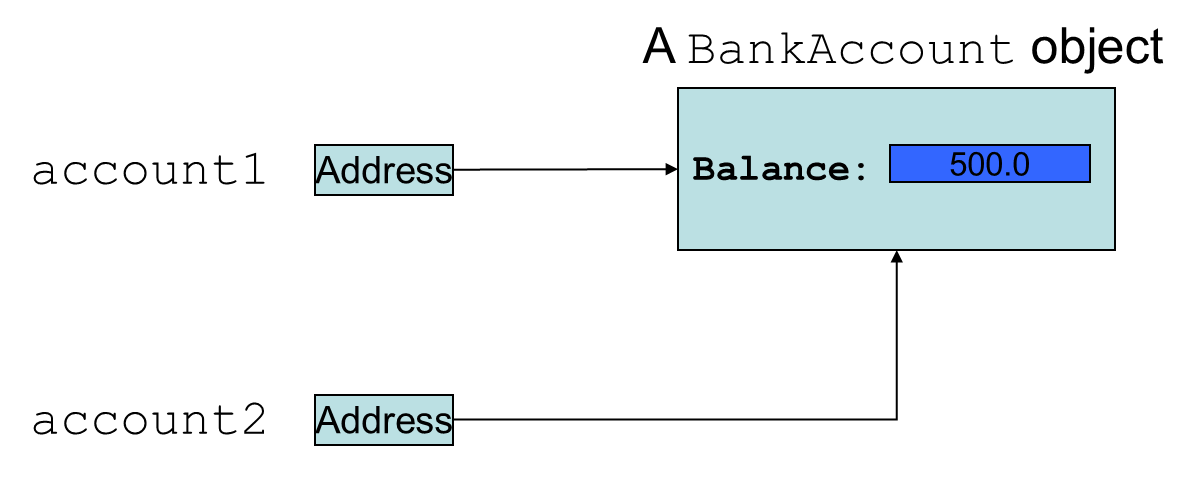 A BankAccount object
account1
Address
Balance:
500.0
account2
Address